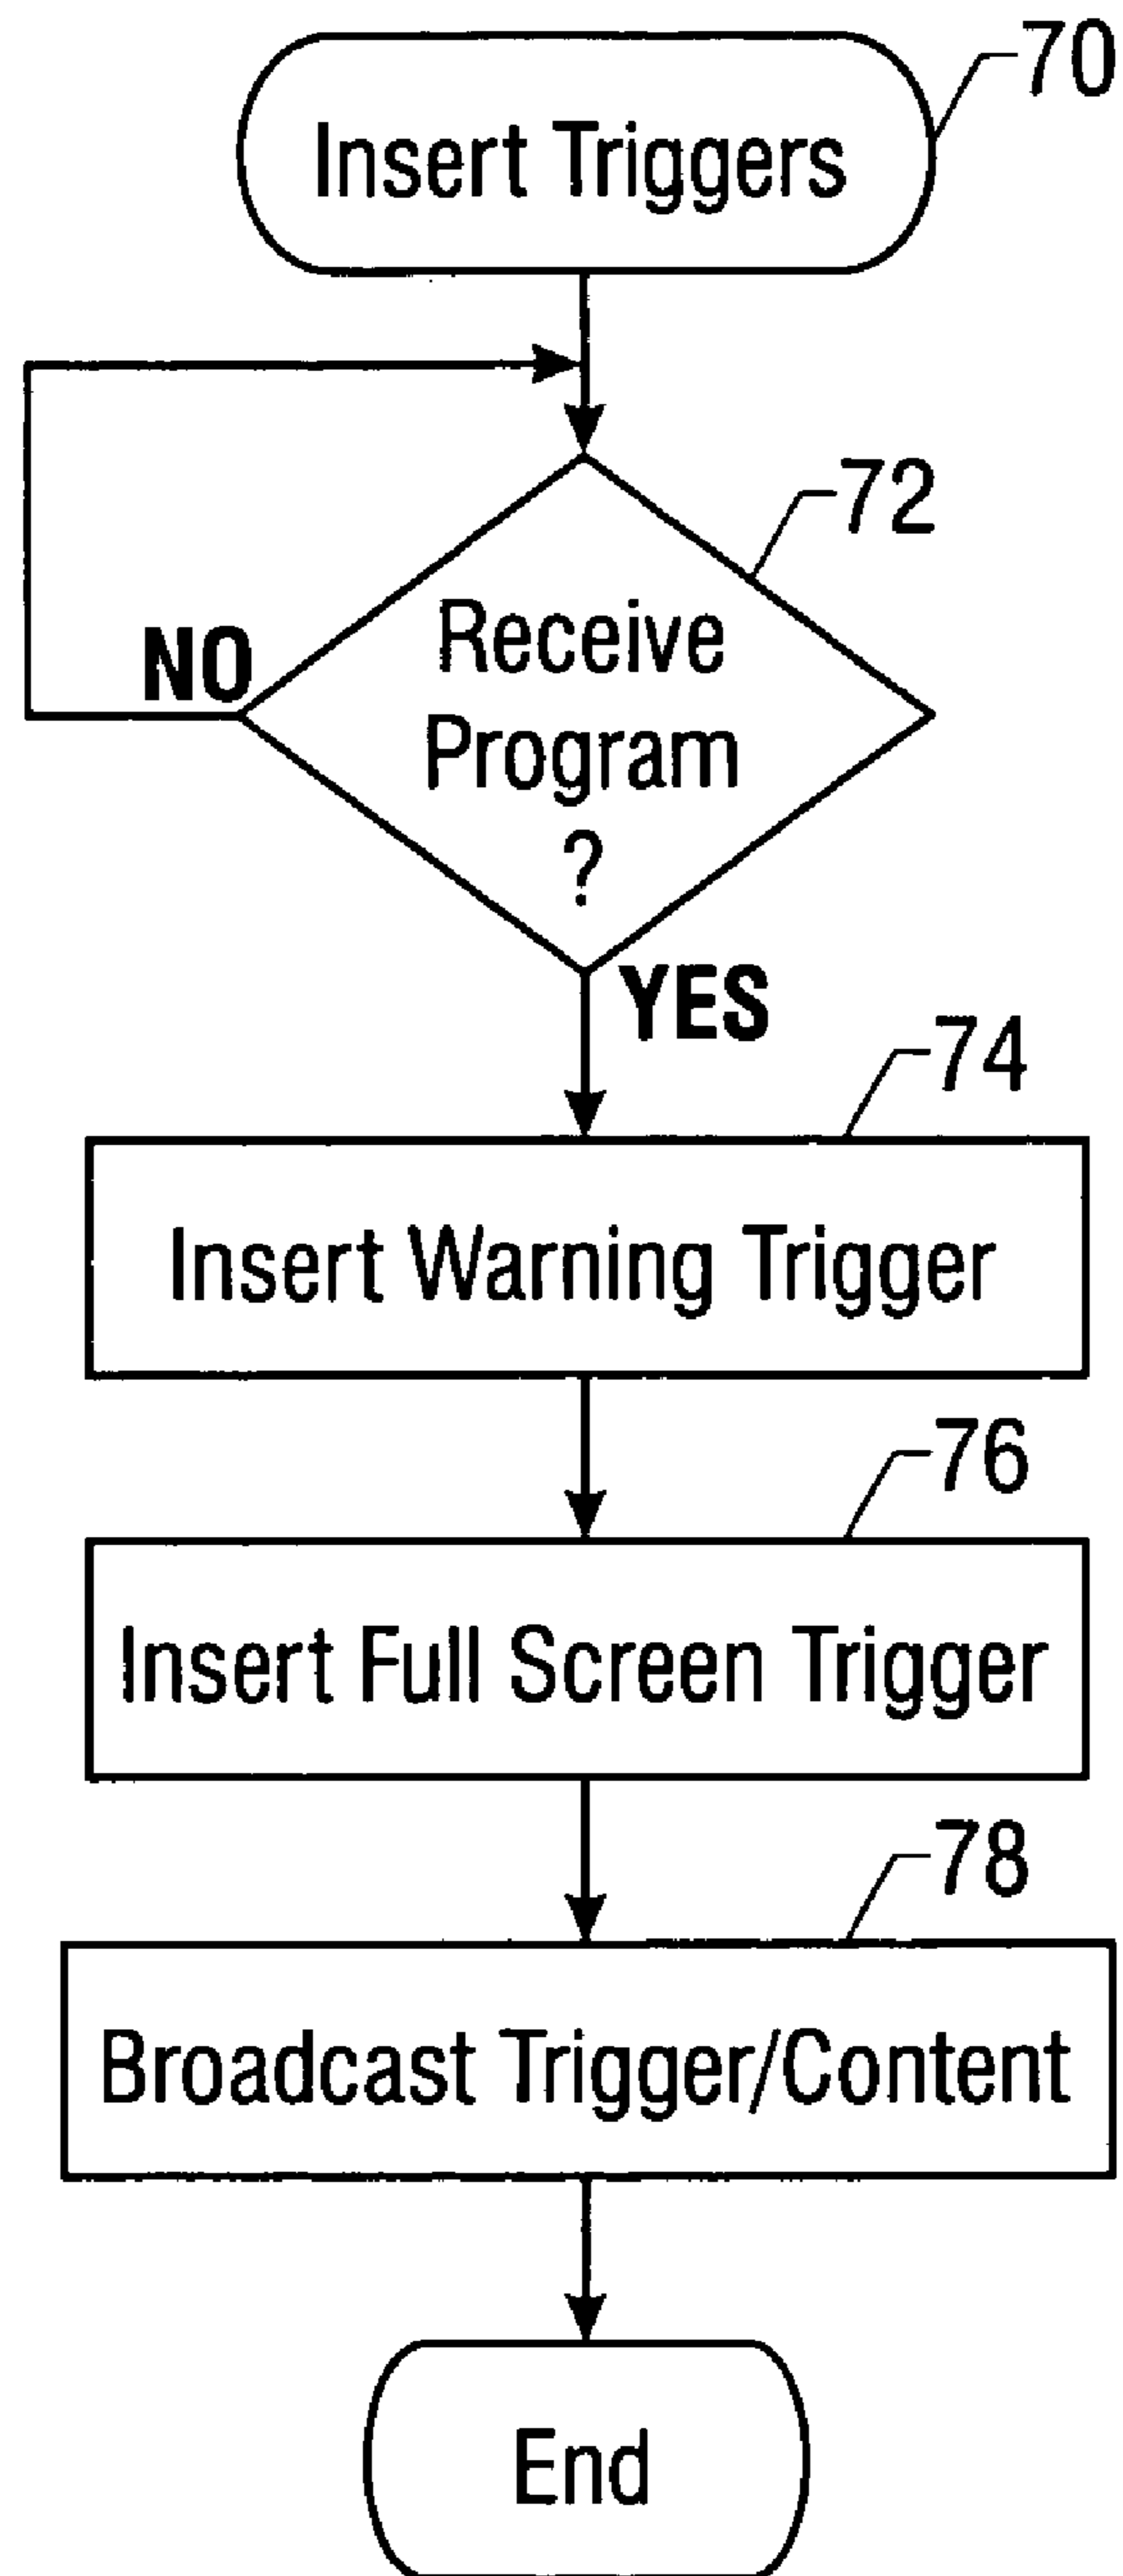 70
Insert Triggers
72
Receive
Program
?
NO
YES
74
Insert Warning Trigger
76
Insert Full Screen Trigger
78
Broadcast Trigger/Content
End